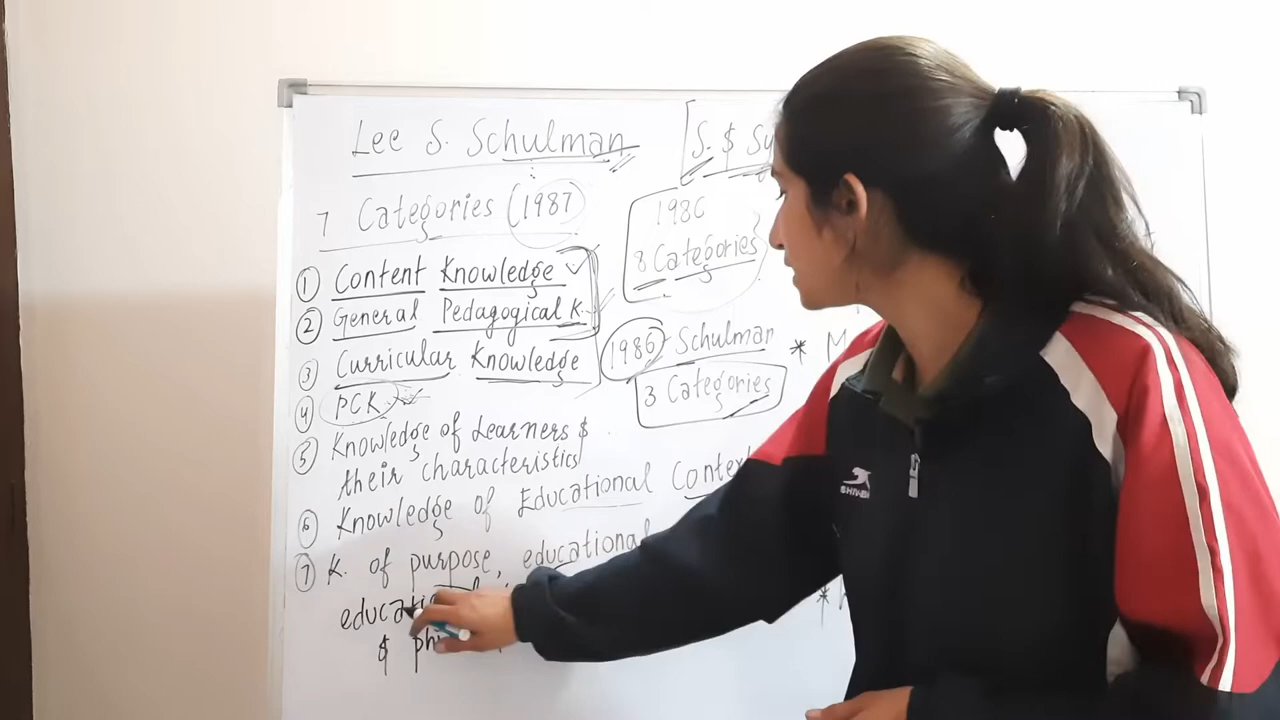 Lee S. Schulman
7 Categories (1987)
① Content Knowledge
② General Pedagogical K.
③ Curricular Knowledge
④ PCK
⑤ Knowledge of Learners &
their characteristics
⑥ Knowledge of Educational Context
⑦ K. of purpose, educational
&
S. &
1986
8 Categories
1986 - Schulman
3 Categories
* M
*